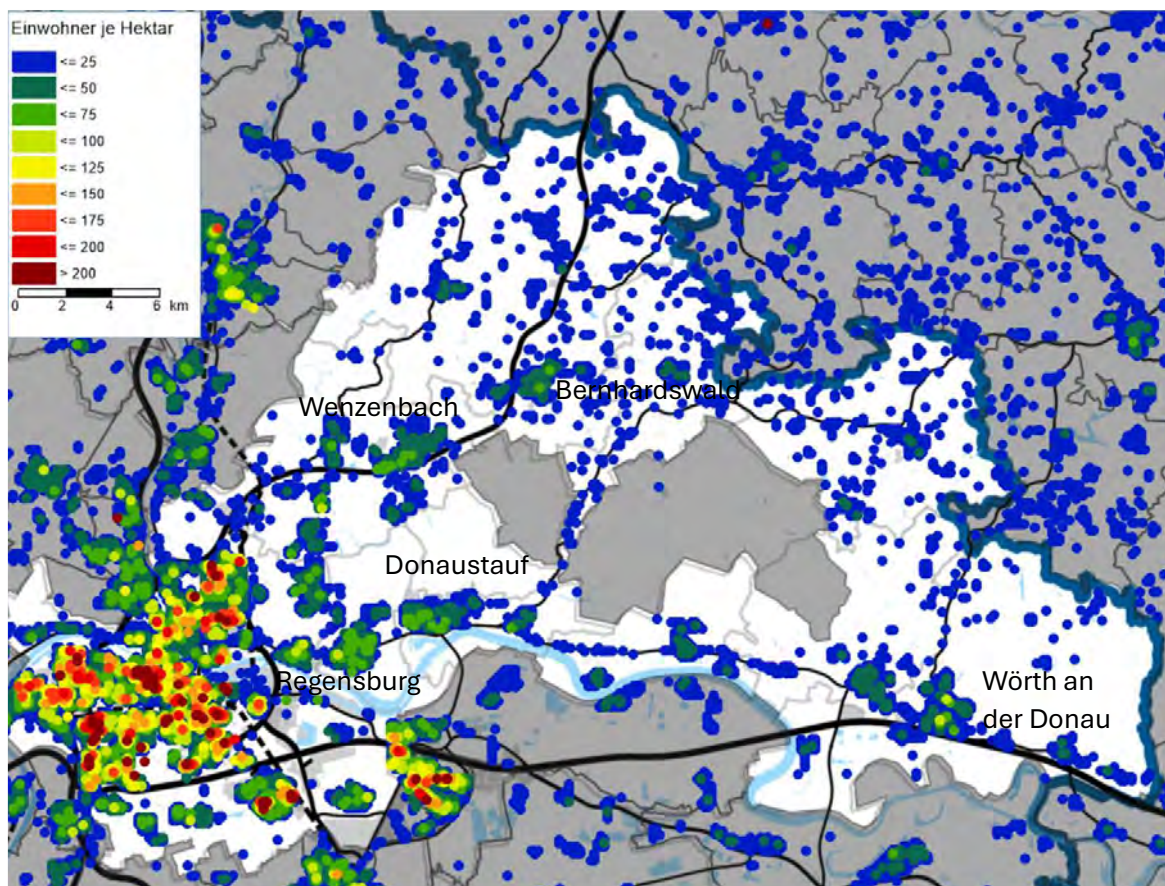 Einwohner je Hektar
<= 25
<= 50
<= 75
<= 100
<= 125
<= 150
<= 175
<= 200
> 200
0 2 4 6 km
Bernhardswald
Wenzenbach
Donaustauf
Regensburg
Wörth an
der Donau